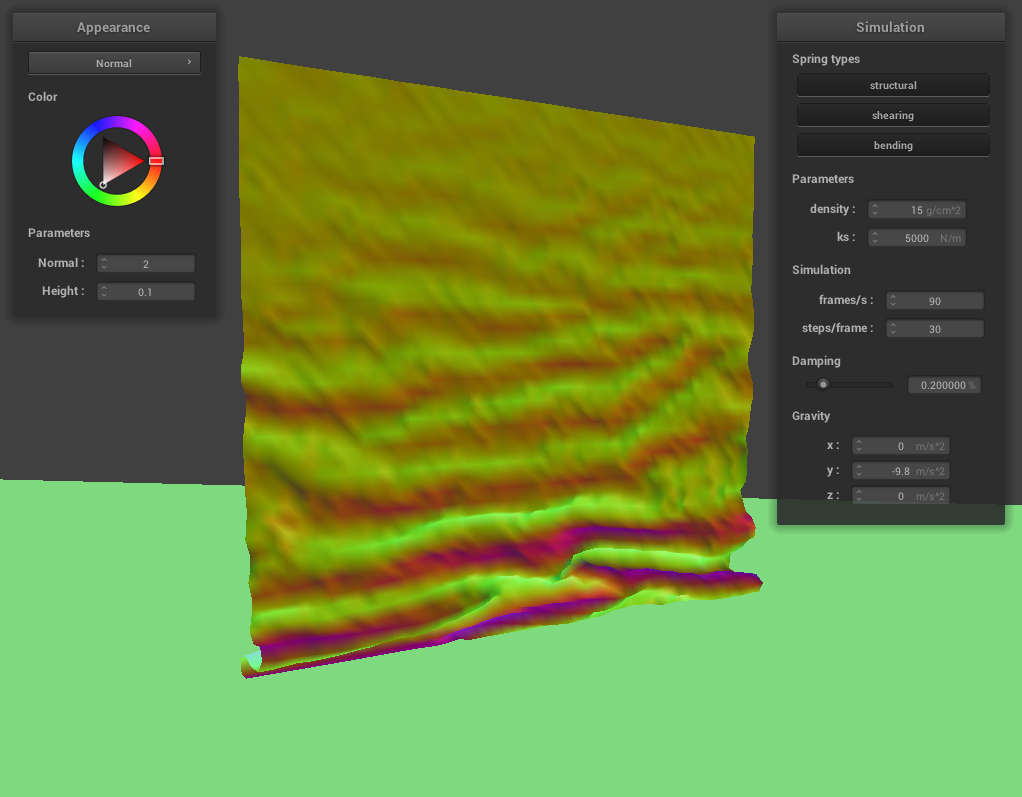 Appearance
Normal ›
Color
Parameters
Normal : 2
Height : 0.1
Simulation
Spring types
structural
shearing
bending
Parameters
density : 15 g/cm^2
ks : 5000 N/m
Simulation
frames/s : 90
steps/frame : 30
Damping
0.200000 %
Gravity
x : 0 m/s^2
y : -9.8 m/s^2
z : 0 m/s^2